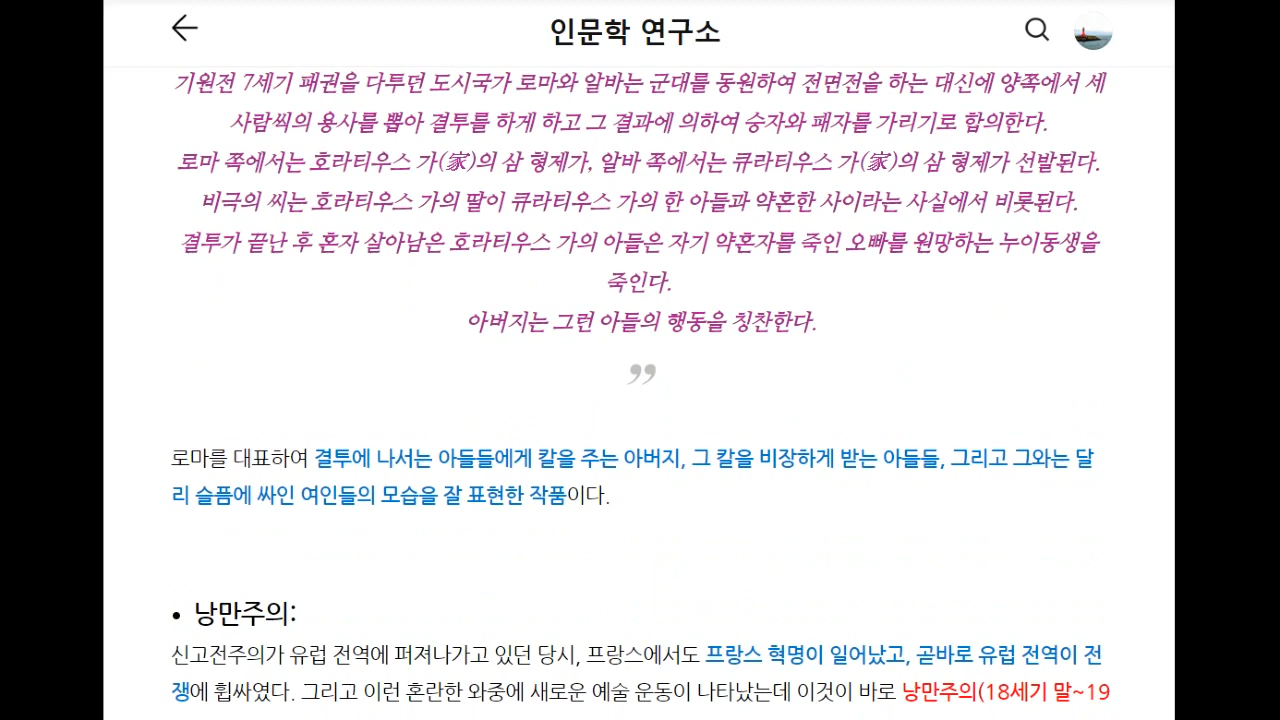 인문학 연구소
기원전 7세기 패권을 다투던 도시국가 로마와 알바는 군대를 동원하여 전면전을 하는 대신에 양쪽에서 세
사람씩의 용사를 뽑아 결투를 하게 하고 그 결과에 의하여 승자와 패자를 가리기로 합의한다.
로마 쪽에서는 호라티우스 가(家)의 삼 형제가, 알바 쪽에서는 큐라티우스 가(家)의 삼 형제가 선발된다.
비극의 씨는 호라티우스 가의 딸이 큐라티우스 가의 한 아들과 약혼한 사이라는 사실에서 비롯된다.
결투가 끝난 후 혼자 살아남은 호라티우스 가의 아들은 자기 약혼자를 죽인 오빠를 원망하는 누이동생을
죽인다.
아버지는 그런 아들의 행동을 칭찬한다.
”
로마를 대표하여 결투에 나서는 아들들에게 칼을 주는 아버지, 그 칼을 비장하게 받는 아들들, 그리고 그와는 달
리 슬픔에 싸인 여인들의 모습을 잘 표현한 작품이다.
• 낭만주의:
신고전주의가 유럽 전역에 퍼져나가고 있던 당시, 프랑스에서도 프랑스 혁명이 일어났고, 곧바로 유럽 전역이 전
쟁에 휩싸였다. 그리고 이런 혼란한 와중에 새로운 예술 운동이 나타났는데 이것이 바로 낭만주의(18세기 말~19